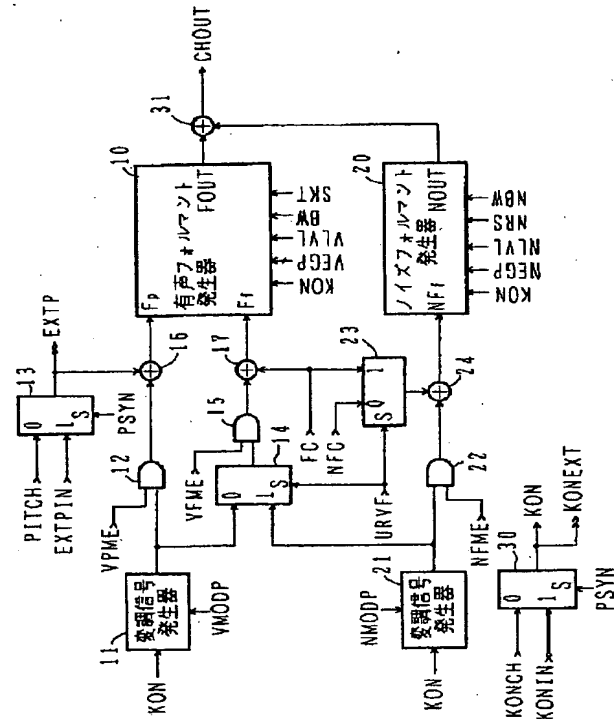 PITCH
EXTPIN
0
1
S
13
PSYN
EXTP
VPME
12
16
KON
変調信号
発生器
11
VMODP
10
Fp
有声フォルマント
発生器
FOUT
Ff
KON
VEGP
VLVL
BW
SKT
31
CHOUT
VFME
15
17
0
1
S
14
FC
NFC
URVF
S
0
1
23
24
KON
変調信号
発生器
21
NMODP
22
NFME
20
ノイズフォルマント
発生器
NFf
NOUT
KON
NEGP
NLVL
NRS
NBW
KONCH
KONIN
0
1
S
30
KON
KONEXT
PSYN